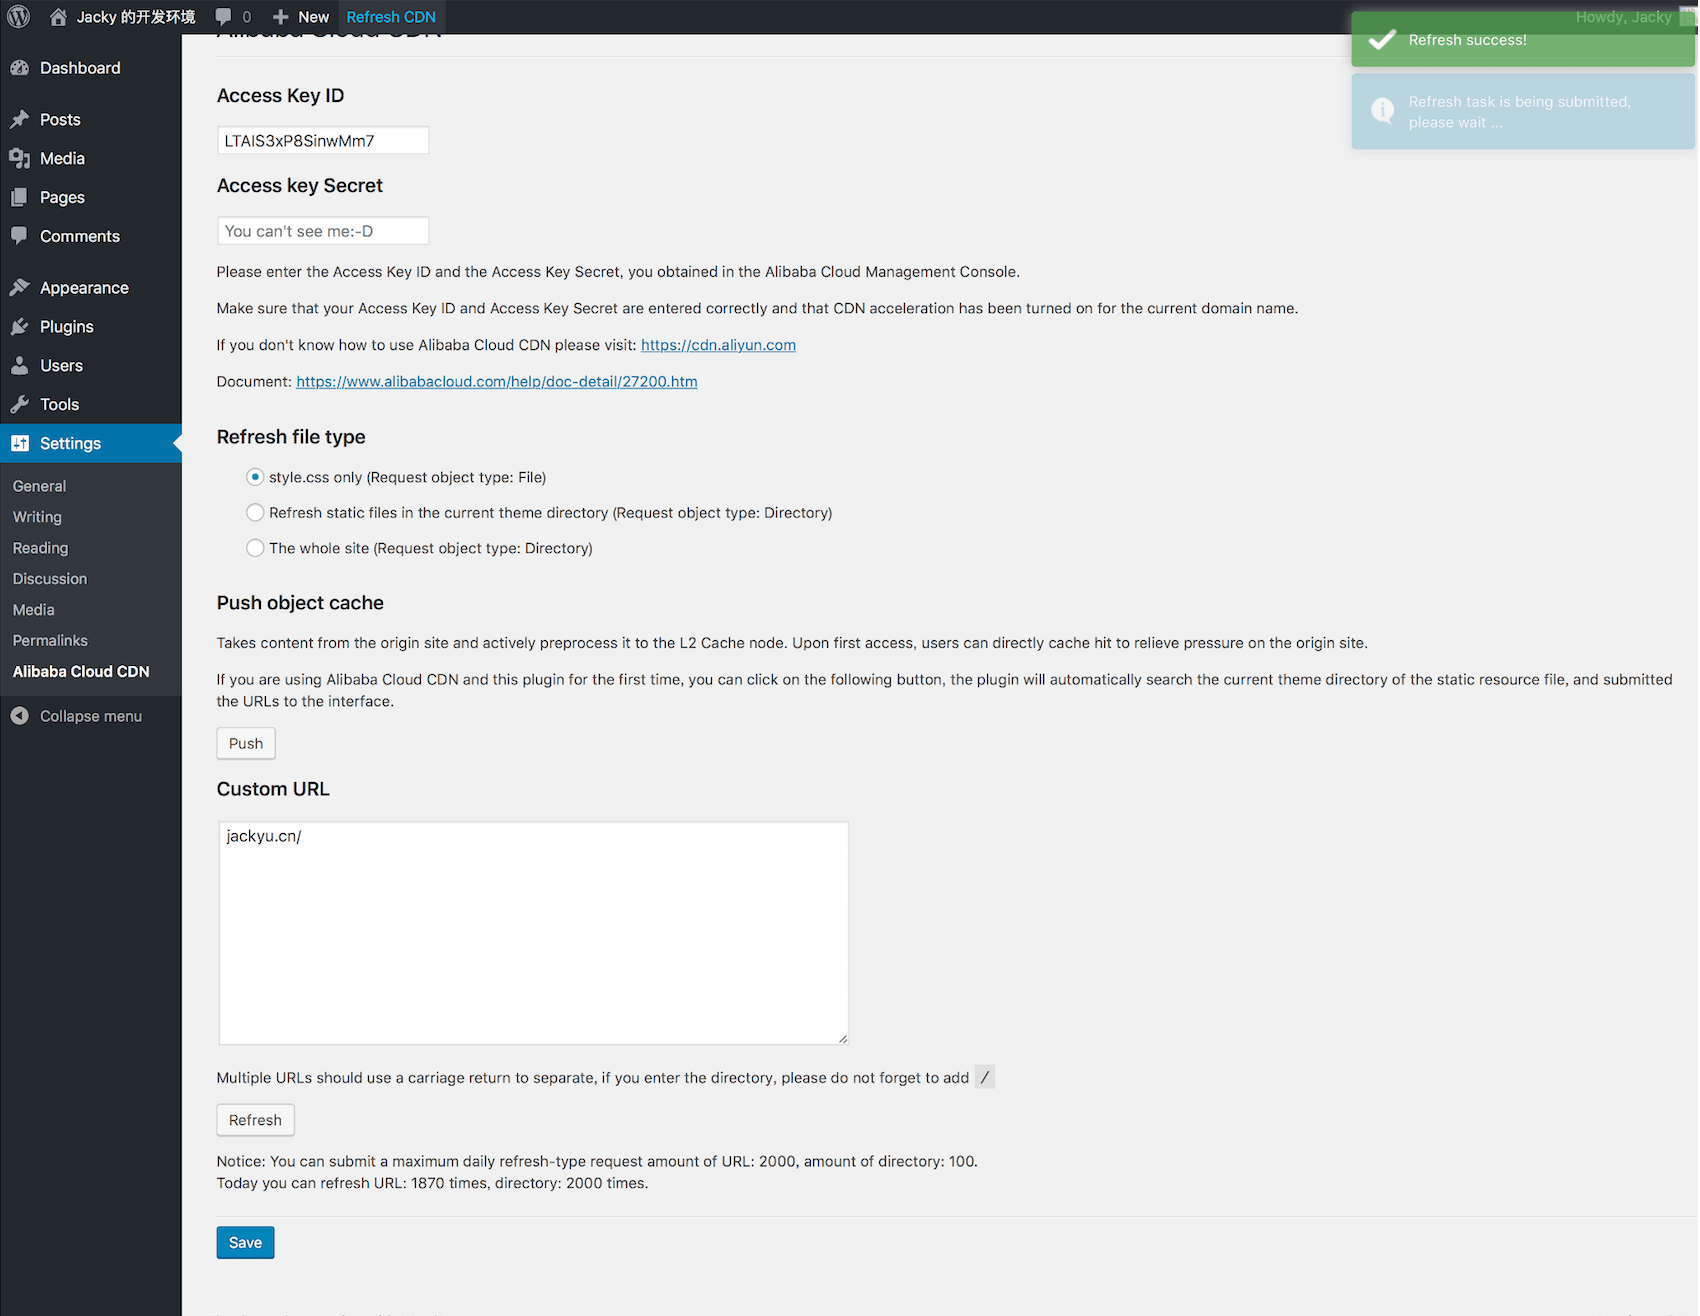 Jacky 的开发环境 0 New Refresh CDN Howdy, Jacky
Dashboard
Posts
Media
Pages
Comments
Appearance
Plugins
Users
Tools
Settings
General
Writing
Reading
Discussion
Media
Permalinks
Alibaba Cloud CDN
Collapse menu
Refresh success!
Refresh task is being submitted,
please wait ...
Alibaba Cloud CDN
Access Key ID
LTAIS3xP8SinwMm7
Access key Secret
You can't see me:-D
Please enter the Access Key ID and the Access Key Secret, you obtained in the Alibaba Cloud Management Console.
Make sure that your Access Key ID and Access Key Secret are entered correctly and that CDN acceleration has been turned on for the current domain name.
If you don't know how to use Alibaba Cloud CDN please visit: https://cdn.aliyun.com
Document: https://www.alibabacloud.com/help/doc-detail/27200.htm
Refresh file type
style.css only (Request object type: File)
Refresh static files in the current theme directory (Request object type: Directory)
The whole site (Request object type: Directory)
Push object cache
Takes content from the origin site and actively preprocess it to the L2 Cache node. Upon first access, users can directly cache hit to relieve pressure on the origin site.
If you are using Alibaba Cloud CDN and this plugin for the first time, you can click on the following button, the plugin will automatically search the current theme directory of the static resource file, and submitted
the URLs to the interface.
Push
Custom URL
jackyu.cn/
Multiple URLs should use a carriage return to separate, if you enter the directory, please do not forget to add /
Refresh
Notice: You can submit a maximum daily refresh-type request amount of URL: 2000, amount of directory: 100.
Today you can refresh URL: 1870 times, directory: 2000 times.
Save